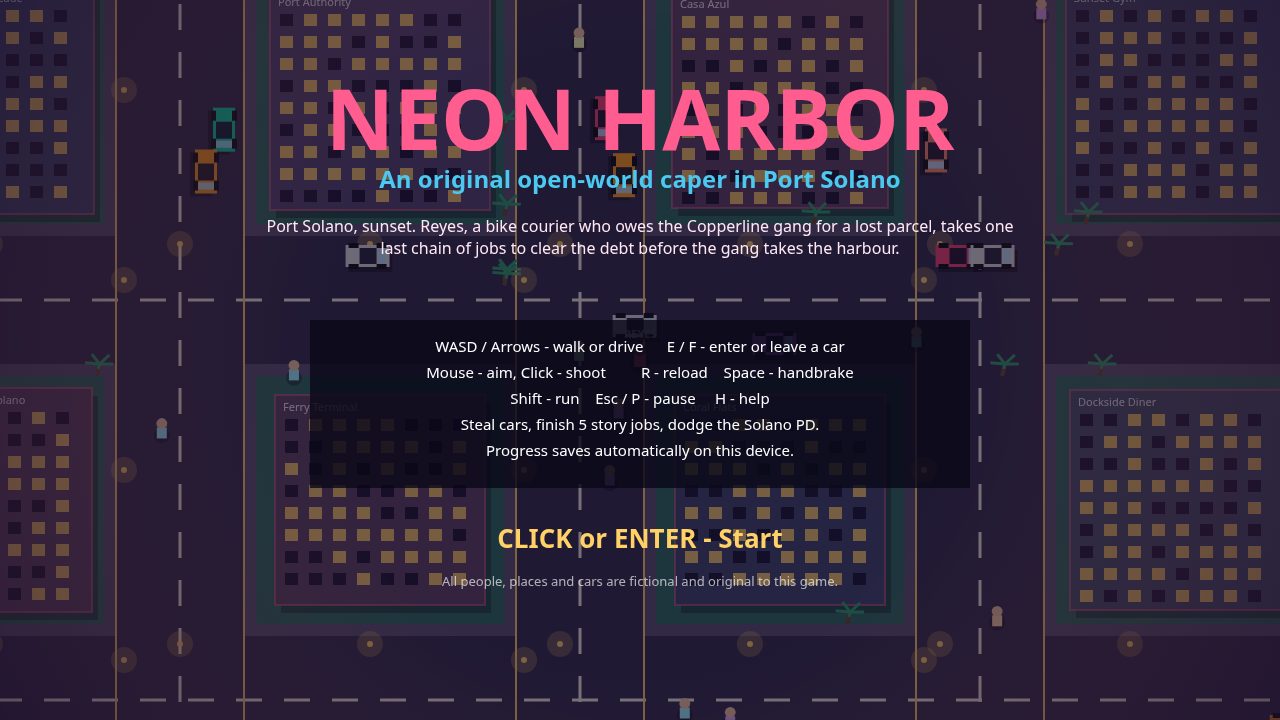 Port Authority
Casa Azul
Sunset Gym
NEON HARBOR
An original open-world caper in Port Solano
Port Solano, sunset. Reyes, a bike courier who owes the Copperline gang for a lost parcel, takes one
last chain of jobs to clear the debt before the gang takes the harbour.
WASD / Arrows - walk or drive E / F - enter or leave a car
Mouse - aim, Click - shoot R - reload Space - handbrake
Shift - run Esc / P - pause H - help
Steal cars, finish 5 story jobs, dodge the Solano PD.
Progress saves automatically on this device.
Ferry Terminal
Coral Flats
Dockside Diner
CLICK or ENTER - Start
All people, places and cars are fictional and original to this game.